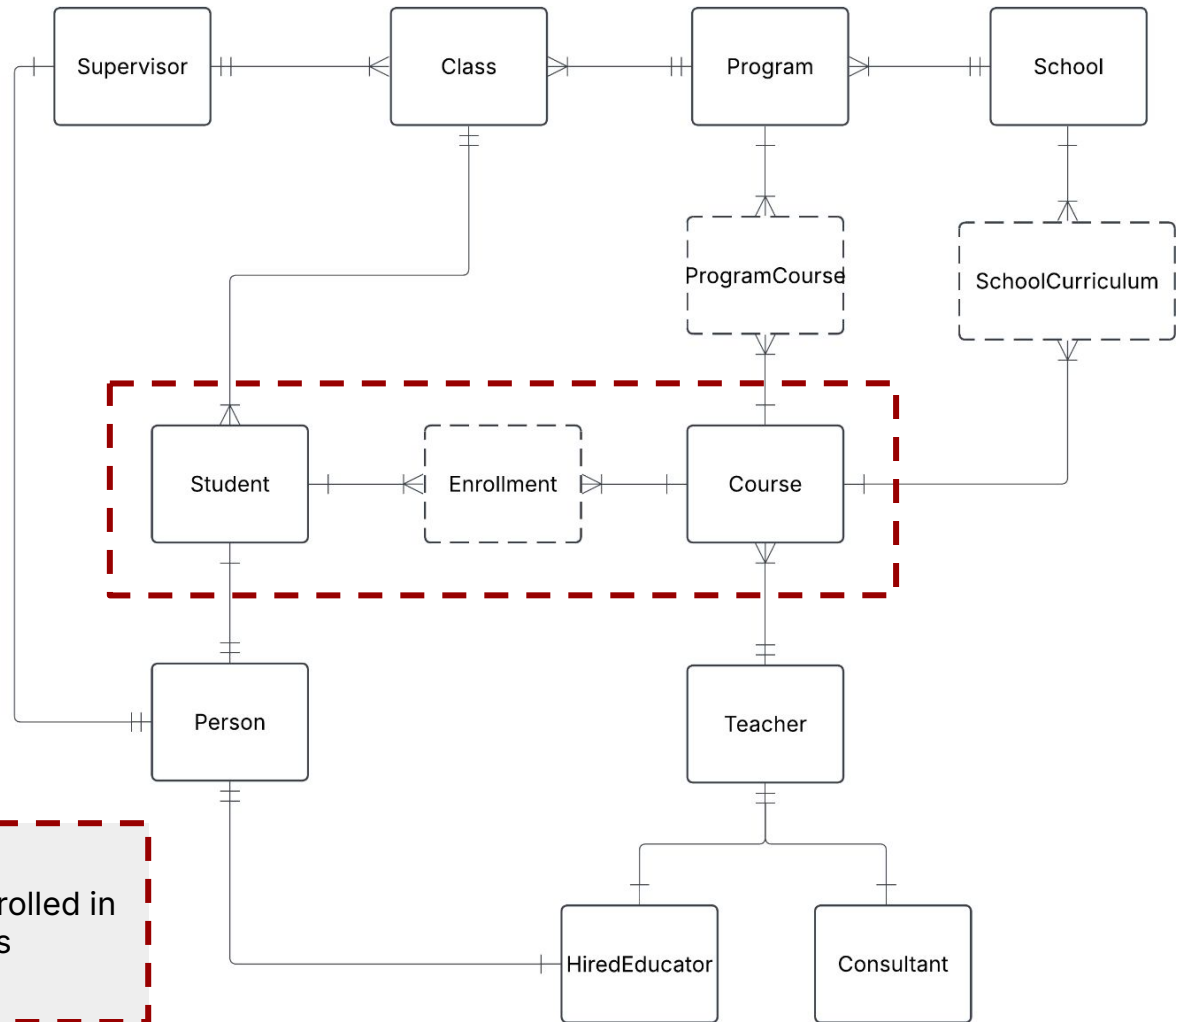 Supervisor
Class
Program
School
ProgramCourse
SchoolCurriculum
Student
Enrollment
Course
Person
Teacher
rolled in
s
HiredEducator
Consultant